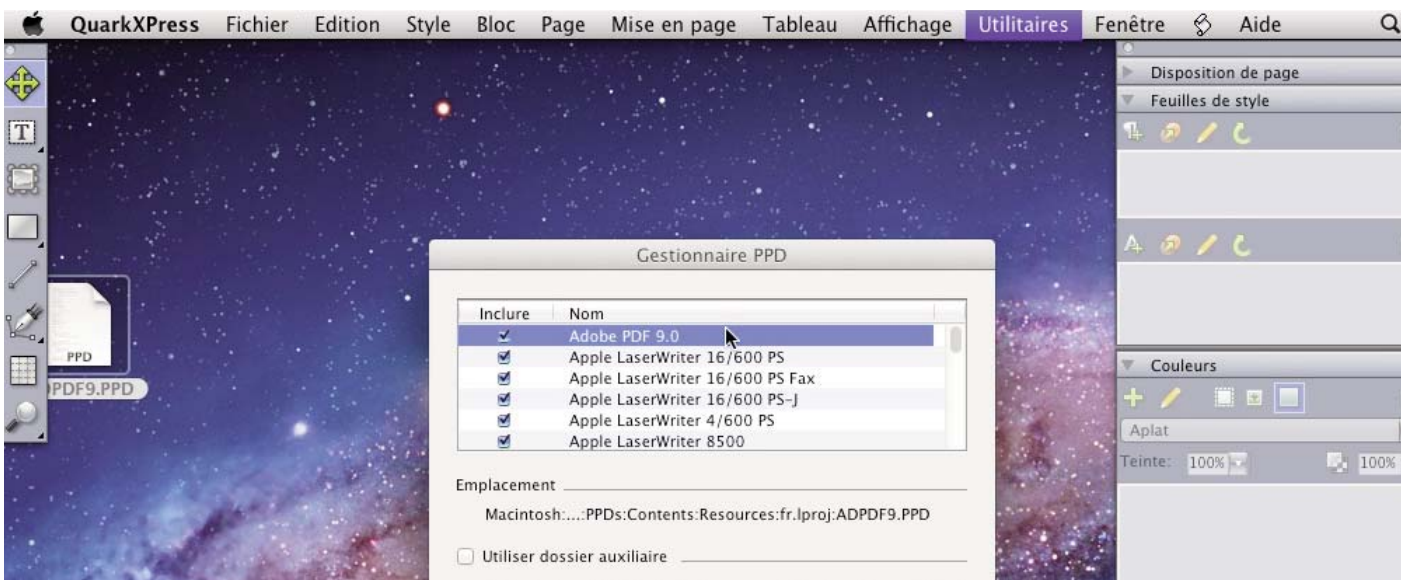 QuarkXPress Fichier Edition Style Bloc Page Mise en page Tableau Affichage Utilitaires Fenêtre Aide
Disposition de page
Feuilles de style
T
A
Gestionnaire PPD
Inclure Nom
Adobe PDF 9.0
Apple LaserWriter 16/600 PS
Apple LaserWriter 16/600 PS Fax
Apple LaserWriter 16/600 PS-J
Apple LaserWriter 4/600 PS
Apple LaserWriter 8500
Emplacement
Macintosh:...:PPDs:Contents:Resources:fr.lproj:ADPDF9.PPD
Utiliser dossier auxiliaire
PPD
DPDF9.PPD
Couleurs
Aplat
Teinte: 100% 100%